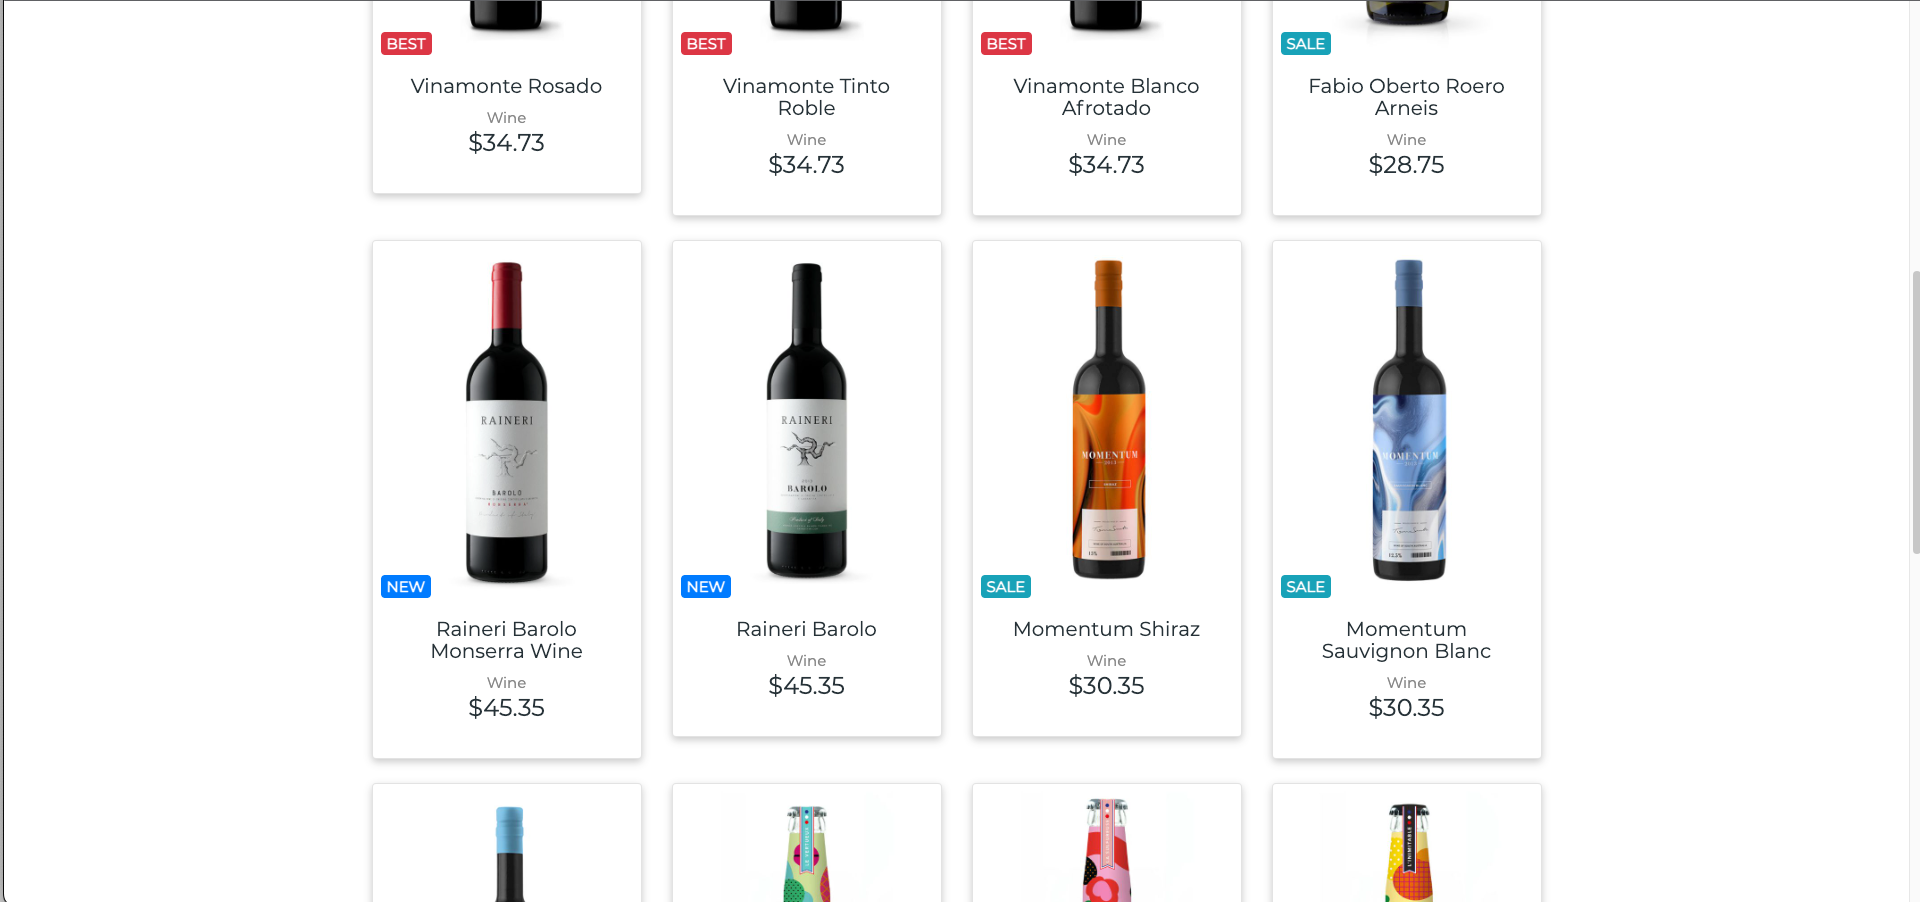 BEST
BEST
BEST
SALE
Vinamonte Rosado
Wine
$34.73
Vinamonte Tinto
Roble
Wine
$34.73
Vinamonte Blanco
Afrotado
Wine
$34.73
Fabio Oberto Roero
Arneis
Wine
$28.75
RAINERI
BAROLO
RAINERI
BAROLO
MOMENTUM
MOMENTUM
NEW
NEW
SALE
SALE
Raineri Barolo
Monserra Wine
Wine
$45.35
Raineri Barolo
Wine
$45.35
Momentum Shiraz
Wine
$30.35
Momentum
Sauvignon Blanc
Wine
$30.35
LE VERTUEUX
L'INIMITABLE